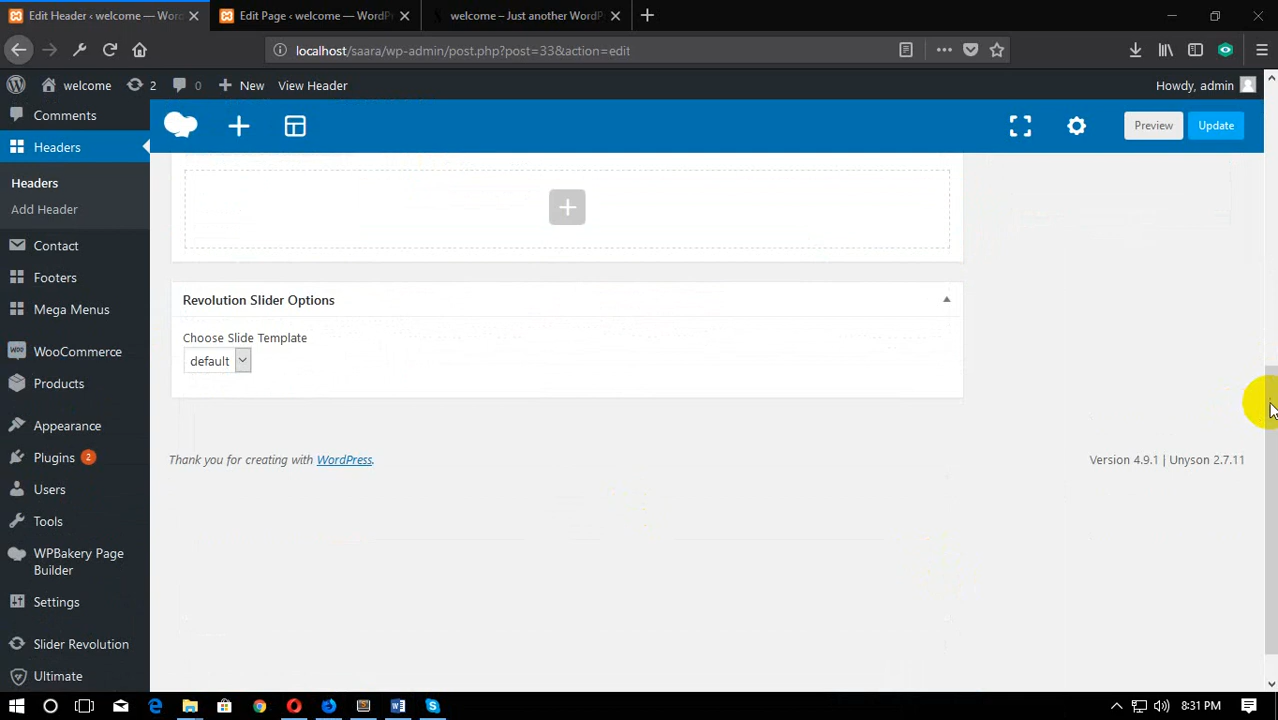 Edit Header ‹ welcome — Word
Edit Page ‹ welcome — WordPr
welcome – Just another WordP
localhost/saara/wp-admin/post.php?post=33&action=edit
welcome
2
0
New
View Header
Howdy, admin
Comments
Headers
Headers
Add Header
Contact
Footers
Mega Menus
WooCommerce
Products
Appearance
Plugins 2
Users
Tools
WPBakery Page
Builder
Settings
Slider Revolution
Ultimate
Preview
Update
Revolution Slider Options
Choose Slide Template
default
Thank you for creating with WordPress.
Version 4.9.1 | Unyson 2.7.11
8:31 PM